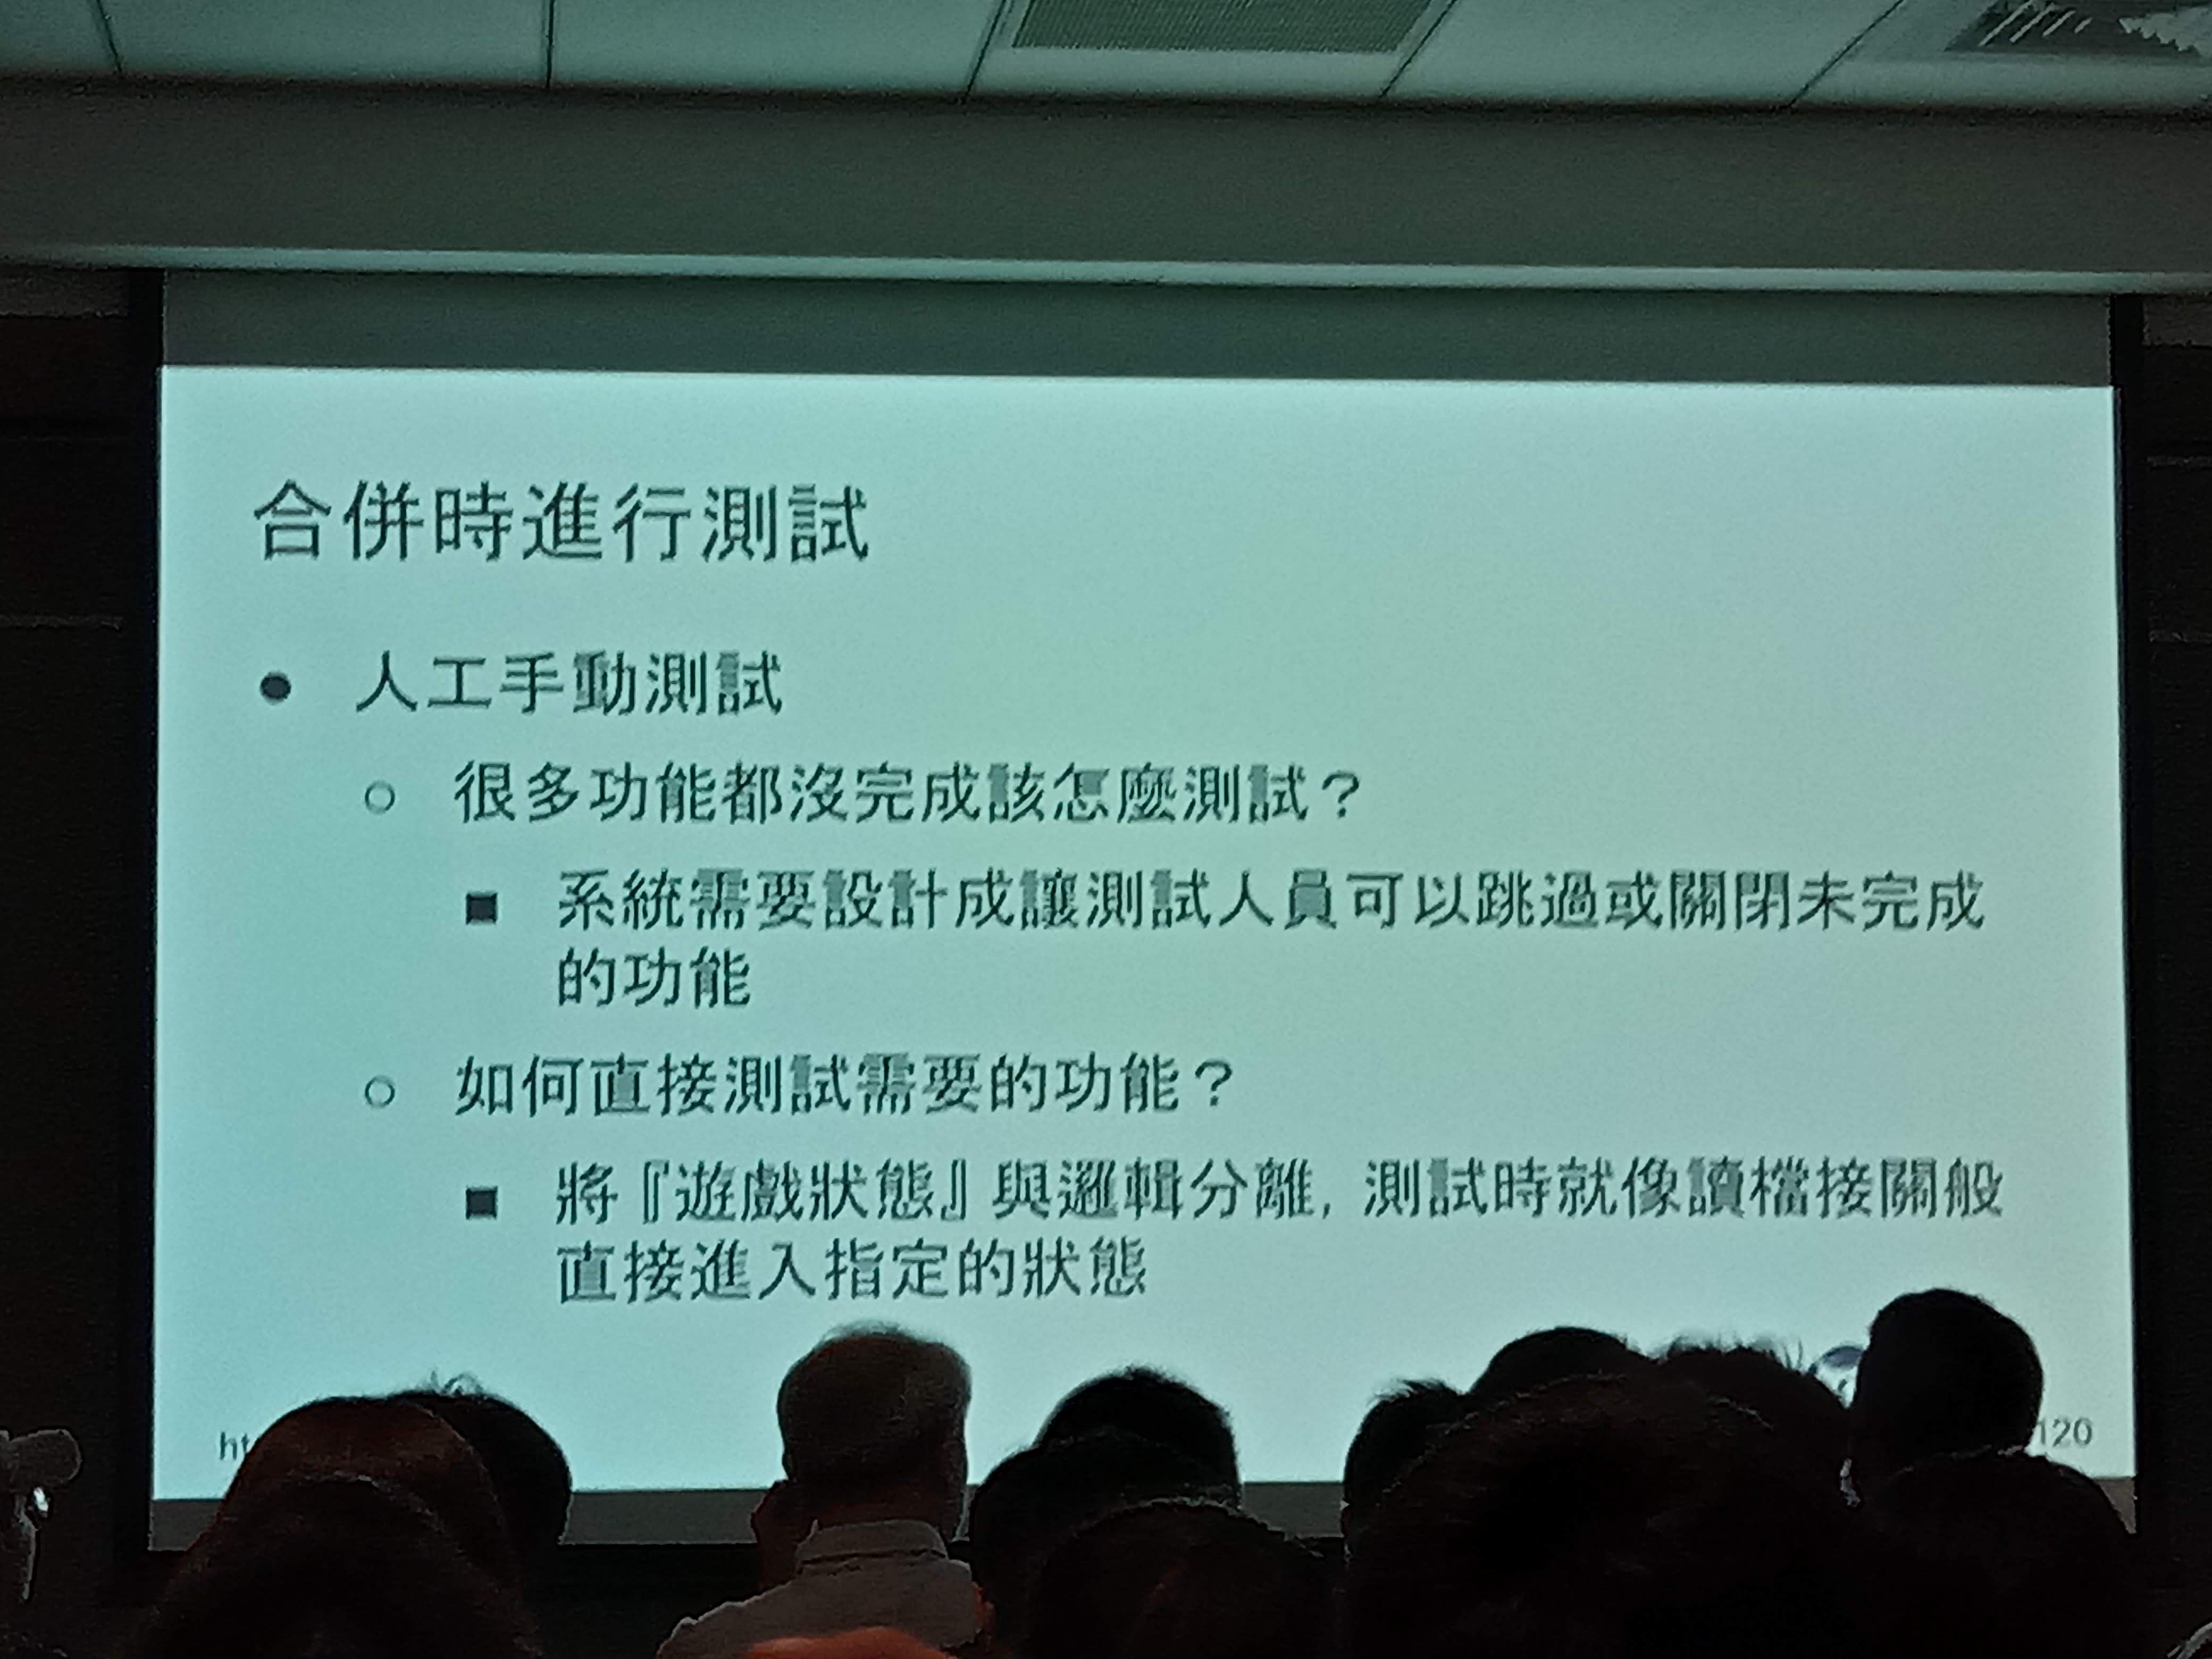 合併時進行測試
● 人工手動測試
○ 很多功能都沒完成該怎麼測試？
■ 系統需要設計成讓測試人員可以跳過或關閉未完成
的功能
○ 如何直接測試需要的功能？
■ 將『遊戲狀態』與邏輯分離, 測試時就像讀檔接關般
直接進入指定的狀態
120